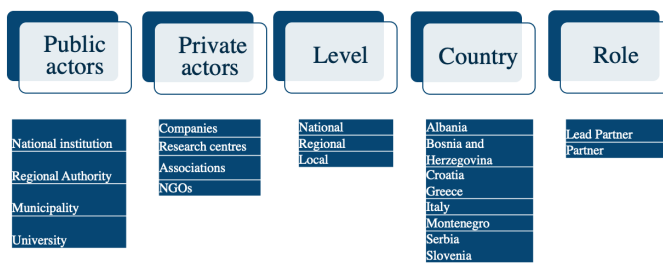 Public
actors
Private
actors
Level
Country
Role
National institution
Regional Authority
Municipality
University
Companies
Research centres
Associations
NGOs
National
Regional
Local
Albania
Bosnia and
Herzegovina
Croatia
Greece
Italy
Montenegro
Serbia
Slovenia
Lead Partner
Partner